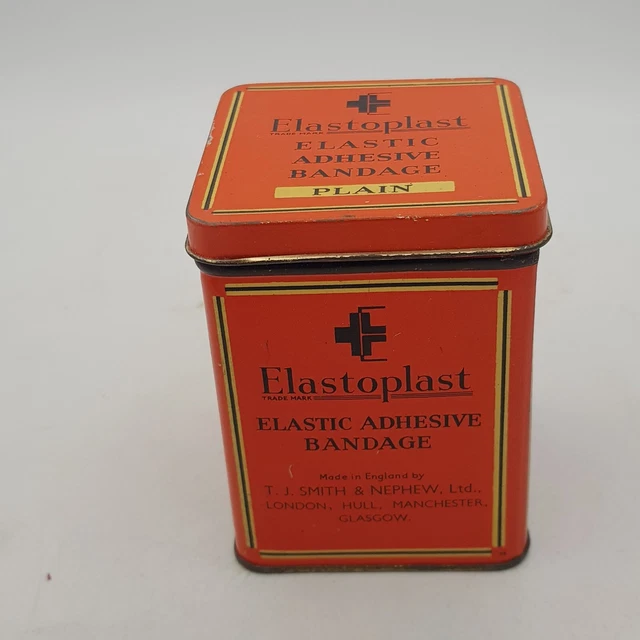 Elastoplast
TRADE MARK
ELASTIC
ADHESIVE
BANDAGE
PLAIN
E
Elastoplast
TRADE MARK
ELASTIC ADHESIVE
BANDAGE
Made in England by
T. J. SMITH & NEPHEW, Ltd.,
LONDON, HULL, MANCHESTER,
GLASGOW.